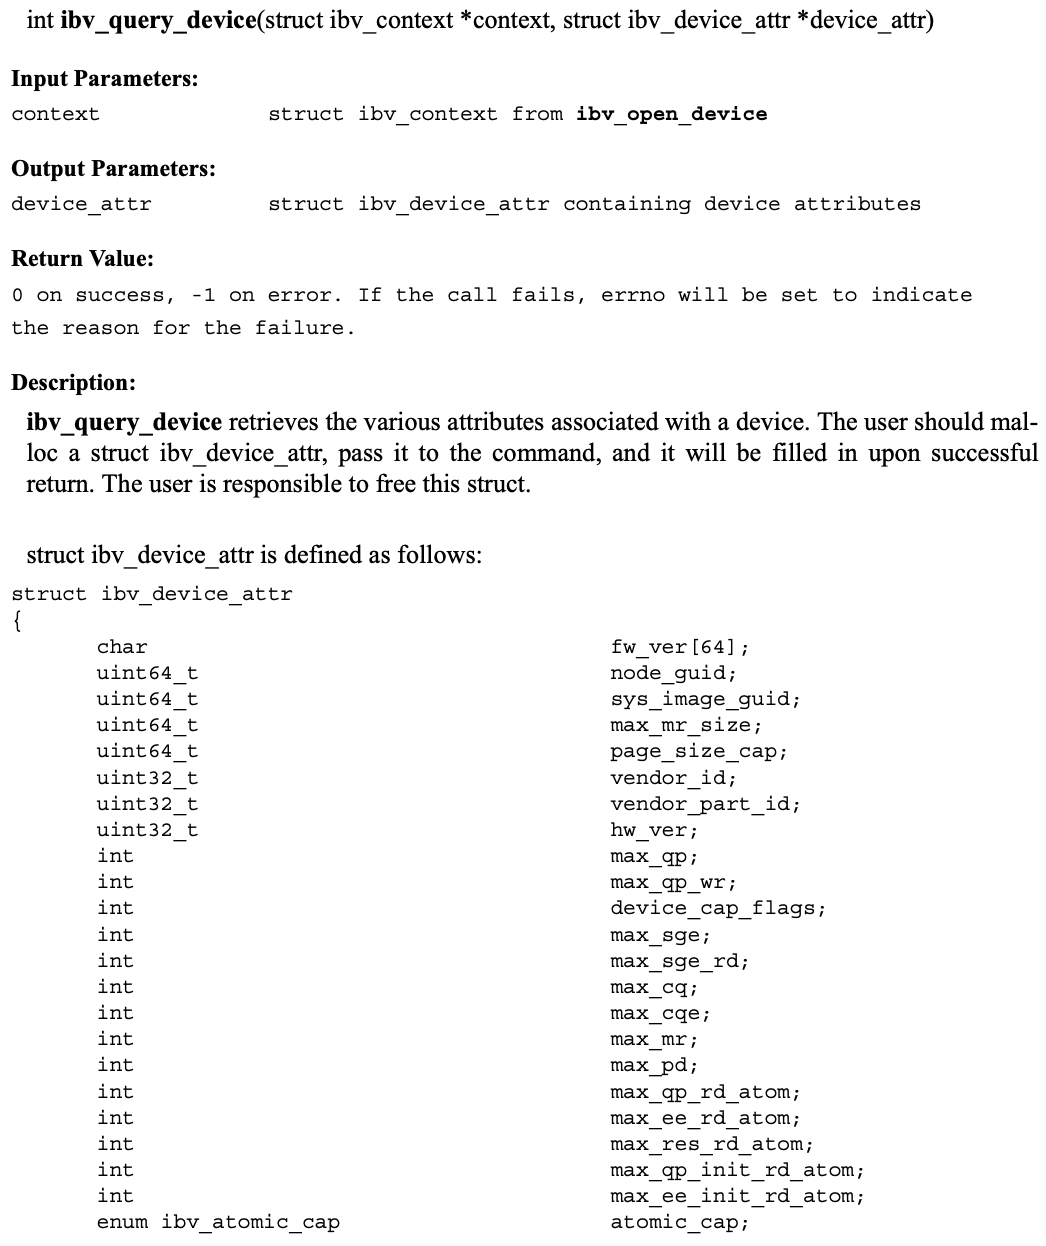 int ibv_query_device(struct ibv_context *context, struct ibv_device_attr *device_attr)
Input Parameters:
context struct ibv_context from ibv_open_device
Output Parameters:
device_attr struct ibv_device_attr containing device attributes
Return Value:
0 on success, -1 on error. If the call fails, errno will be set to indicate
the reason for the failure.
Description:
ibv_query_device retrieves the various attributes associated with a device. The user should mal-
loc a struct ibv_device_attr, pass it to the command, and it will be filled in upon successful
return. The user is responsible to free this struct.
struct ibv_device_attr is defined as follows:
struct ibv_device_attr
{
char fw_ver[64];
uint64_t node_guid;
uint64_t sys_image_guid;
uint64_t max_mr_size;
uint64_t page_size_cap;
uint32_t vendor_id;
uint32_t vendor_part_id;
uint32_t hw_ver;
int max_qp;
int max_qp_wr;
int device_cap_flags;
int max_sge;
int max_sge_rd;
int max_cq;
int max_cqe;
int max_mr;
int max_pd;
int max_qp_rd_atom;
int max_ee_rd_atom;
int max_res_rd_atom;
int max_qp_init_rd_atom;
int max_ee_init_rd_atom;
enum ibv_atomic_cap atomic_cap;